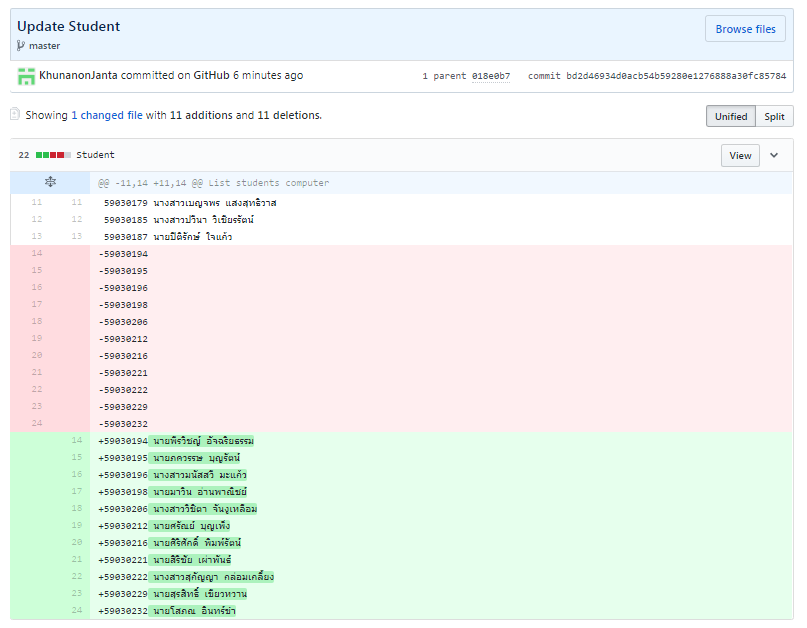 Update Student
Browse files
master
KhunanonJanta committed on GitHub 6 minutes ago
1 parent 018e0b7 commit bd2d46934d0acb54b59280e1276888a30fc85784
Showing 1 changed file with 11 additions and 11 deletions.
Unified Split
22 Student
View
@@ -11,14 +11,14 @@ List students computer
11 11 59030179 นางสาวเบญจพร แสงสุทธิวาส
12 12 59030185 นางสาวปวีนา วิเชียรรัตน์
13 13 59030187 นายปิติรักษ์ ใจแก้ว
14 -59030194
15 -59030195
16 -59030196
17 -59030198
18 -59030206
19 -59030212
20 -59030216
21 -59030221
22 -59030222
23 -59030229
24 -59030232
14 +59030194 นายพีรวิชญ์ อัจฉริยธรรม
15 +59030195 นายภควรรษ บุญรัตน์
16 +59030196 นางสาวมนัสสวี มะแก้ว
17 +59030198 นายมาวิน อ่านพาณิชย์
18 +59030206 นางสาววิชิตา จันงูเหลือม
19 +59030212 นายศรัณย์ บุญเพ็ง
20 +59030216 นายศิริศักดิ์ พิมพ์รัตน์
21 +59030221 นายสิริชัย เผ่าพันธ์
22 +59030222 นางสาวสุกัญญา กล่อมเกลี้ยง
23 +59030229 นายสุรสิทธิ์ เขียวหวาน
24 +59030232 นายโสภณ อินทร์ขำ